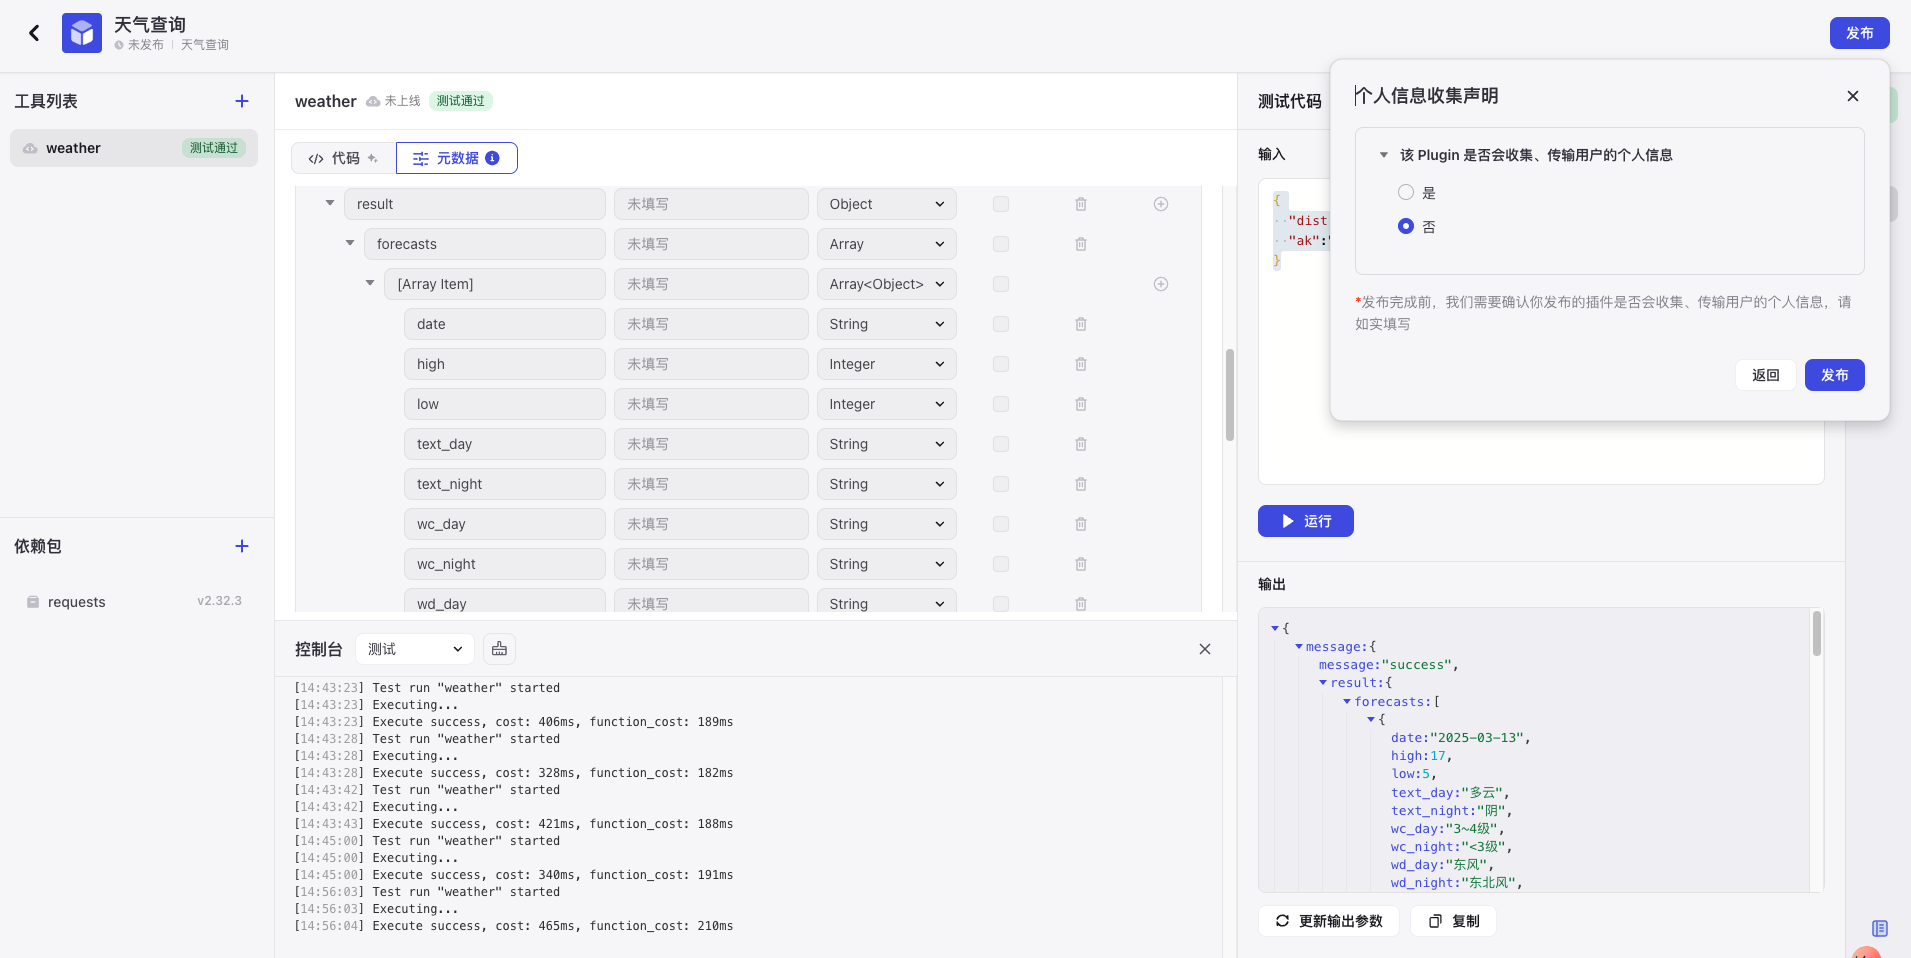 天气查询
未发布 天气查询
发布
工具列表
weather 测试通过
依赖包
requests v2.32.3
weather 未上线 测试通过
代码 元数据
result 未填写 Object
forecasts 未填写 Array
[Array Item] 未填写 Array<Object>
date 未填写 String
high 未填写 Integer
low 未填写 Integer
text_day 未填写 String
text_night 未填写 String
wc_day 未填写 String
wc_night 未填写 String
wd_day 未填写 String
控制台 测试
[14:43:23] Test run "weather" started
[14:43:23] Executing...
[14:43:23] Execute success, cost: 406ms, function_cost: 189ms
[14:43:28] Test run "weather" started
[14:43:28] Executing...
[14:43:28] Execute success, cost: 328ms, function_cost: 182ms
[14:43:42] Test run "weather" started
[14:43:42] Executing...
[14:43:43] Execute success, cost: 421ms, function_cost: 188ms
[14:45:00] Test run "weather" started
[14:45:00] Executing...
[14:45:00] Execute success, cost: 340ms, function_cost: 191ms
[14:56:03] Test run "weather" started
[14:56:03] Executing...
[14:56:04] Execute success, cost: 465ms, function_cost: 210ms
测试代码
输入
{
"dist
"ak":
}
个人信息收集声明
该 Plugin 是否会收集、传输用户的个人信息
是
否
*发布完成前，我们需要确认你发布的插件是否会收集、传输用户的个人信息，请
如实填写
返回 发布
运行
输出
{
message:{
message:"success",
result:{
forecasts:[
{
date:"2025-03-13",
high:17,
low:5,
text_day:"多云",
text_night:"阴",
wc_day:"3~4级",
wc_night:"<3级",
wd_day:"东风",
wd_night:"东北风",
更新输出参数 复制